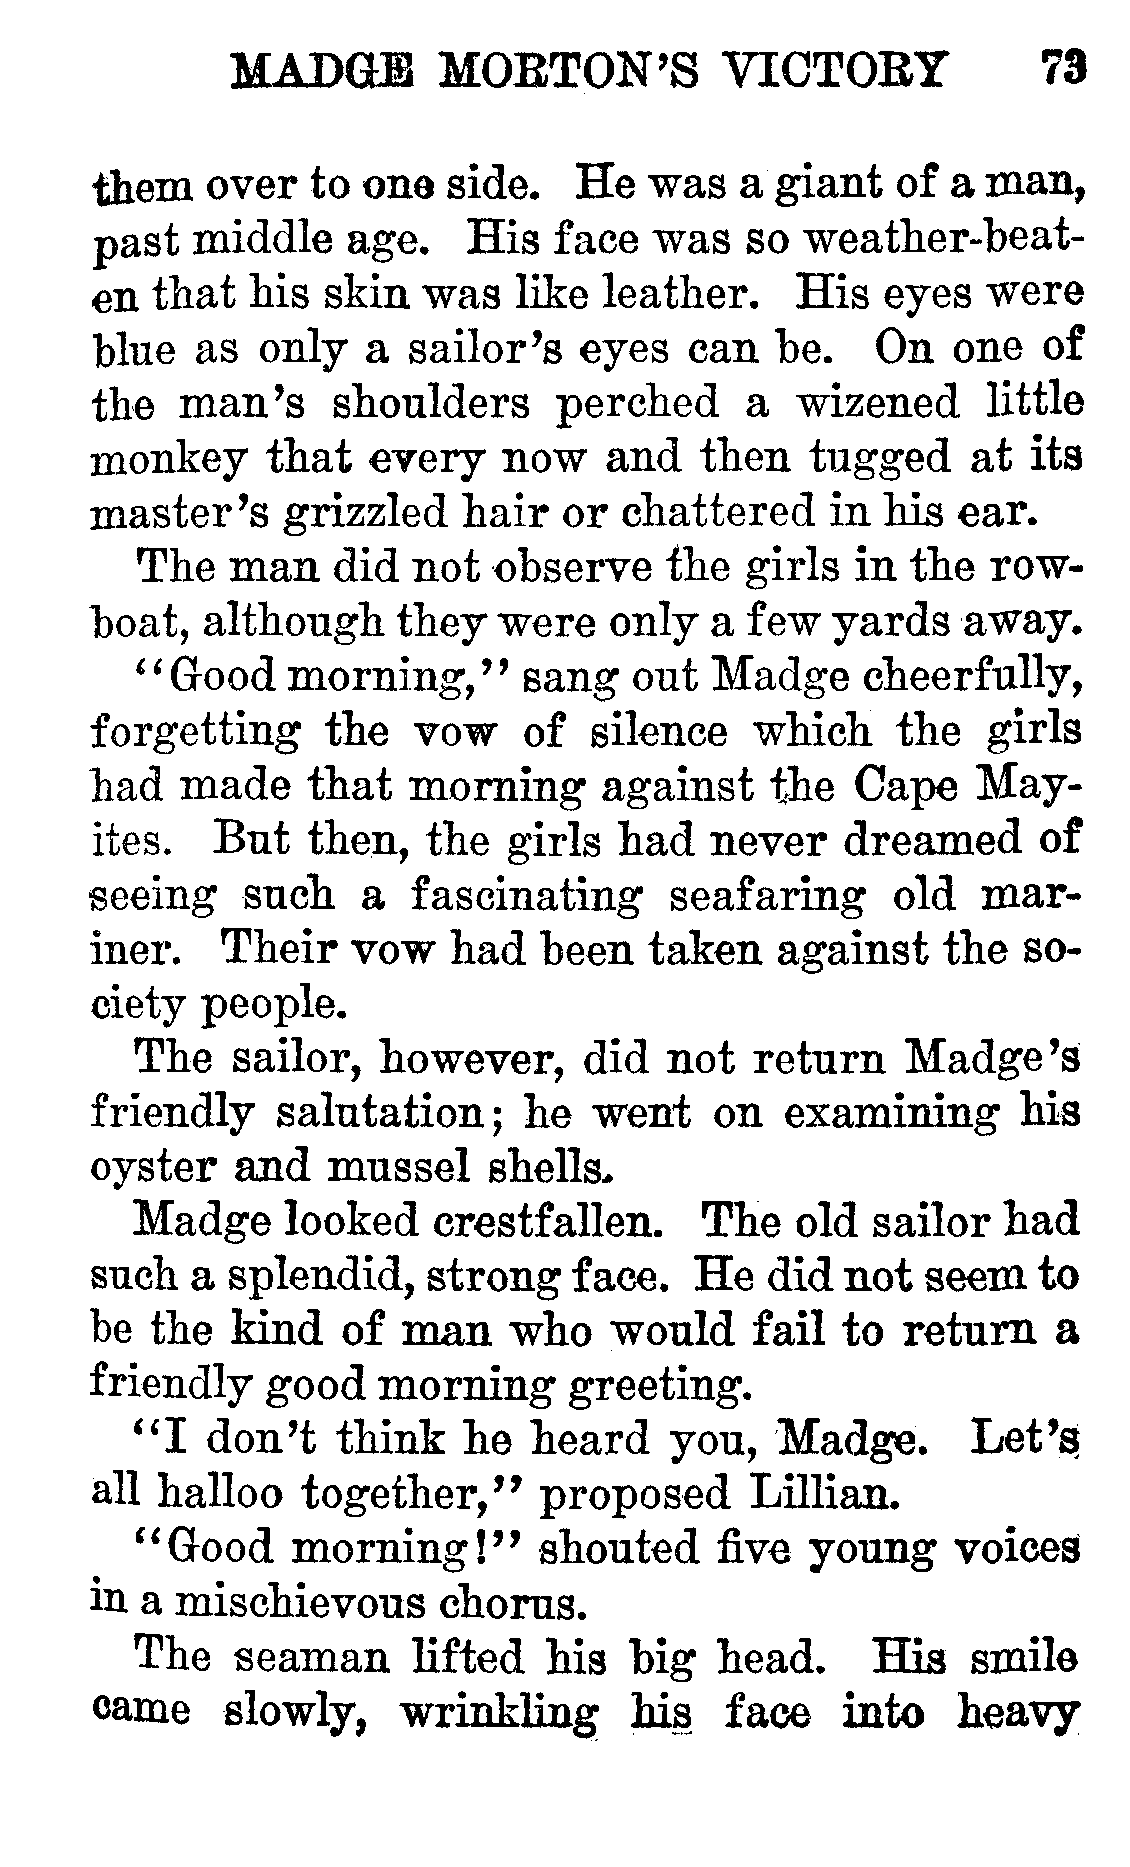 MADGE MORTON'S VICTORY 73
them over to one side. He was a giant of a man,
past middle age. His face was so weather-beat-
en that his skin was like leather. His eyes were
blue as only a sailor's eyes can be. On one of
the man's shoulders perched a wizened little
monkey that every now and then tugged at its
master's grizzled hair or chattered in his ear.
The man did not observe the girls in the row-
boat, although they were only a few yards away.
"Good morning," sang out Madge cheerfully,
forgetting the vow of silence which the girls
had made that morning against the Cape May-
ites. But then, the girls had never dreamed of
seeing such a fascinating seafaring old mar-
iner. Their vow had been taken against the so-
ciety people.
The sailor, however, did not return Madge's
friendly salutation; he went on examining his
oyster and mussel shells.
Madge looked crestfallen. The old sailor had
such a splendid, strong face. He did not seem to
be the kind of man who would fail to return a
friendly good morning greeting.
"I don't think he heard you, Madge. Let's
all halloo together," proposed Lillian.
"Good morning!" shouted five young voices
in a mischievous chorus.
The seaman lifted his big head. His smile
came slowly, wrinkling his face into heavy